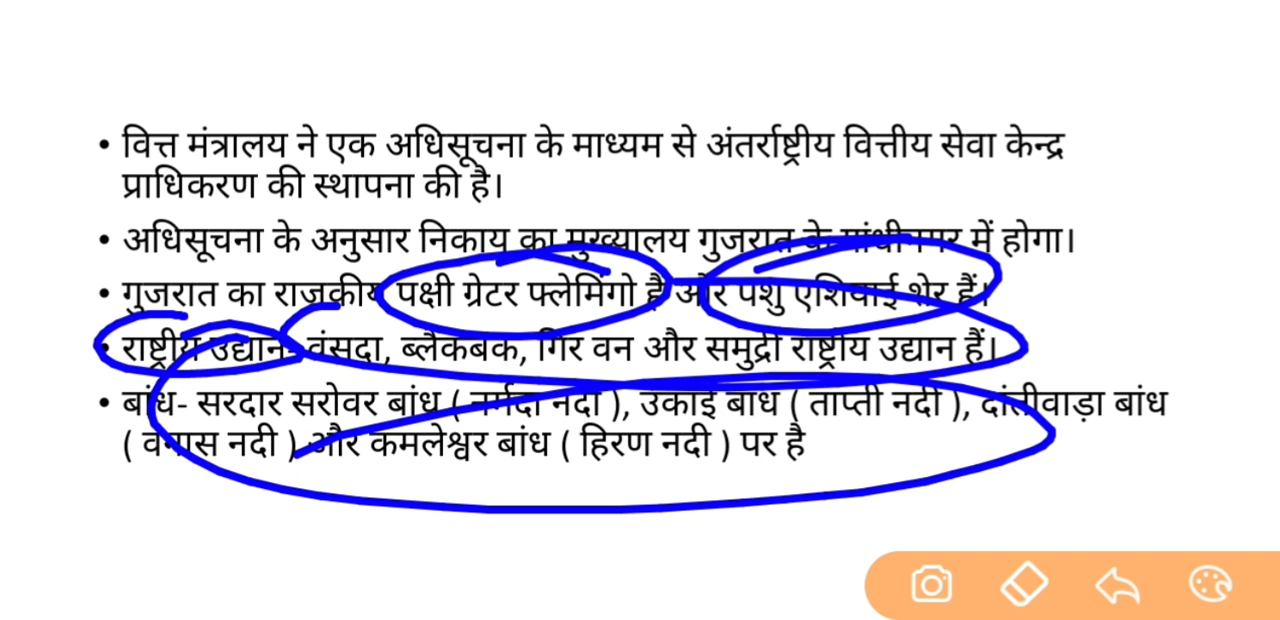 • वित्त मंत्रालय ने एक अधिसूचना के माध्यम से अंतर्राष्ट्रीय वित्तीय सेवा केन्द्र
प्राधिकरण की स्थापना की है।
• अधिसूचना के अनुसार निकाय का मुख्यालय गुजरात के गांधीनगर में होगा।
• गुजरात का राजकीय पक्षी ग्रेटर फ्लेमिंगो है और पशु एशियाई शेर हैं।
• राष्ट्रीय उद्यान- वंसदा, ब्लैकबक, गिर वन और समुद्री राष्ट्रीय उद्यान हैं।
• बांध- सरदार सरोवर बांध ( नर्मदा नदी ), उकाई बांध ( ताप्ती नदी ), दांतीवाड़ा बांध
( बनास नदी ) और कमलेश्वर बांध ( हिरण नदी ) पर है